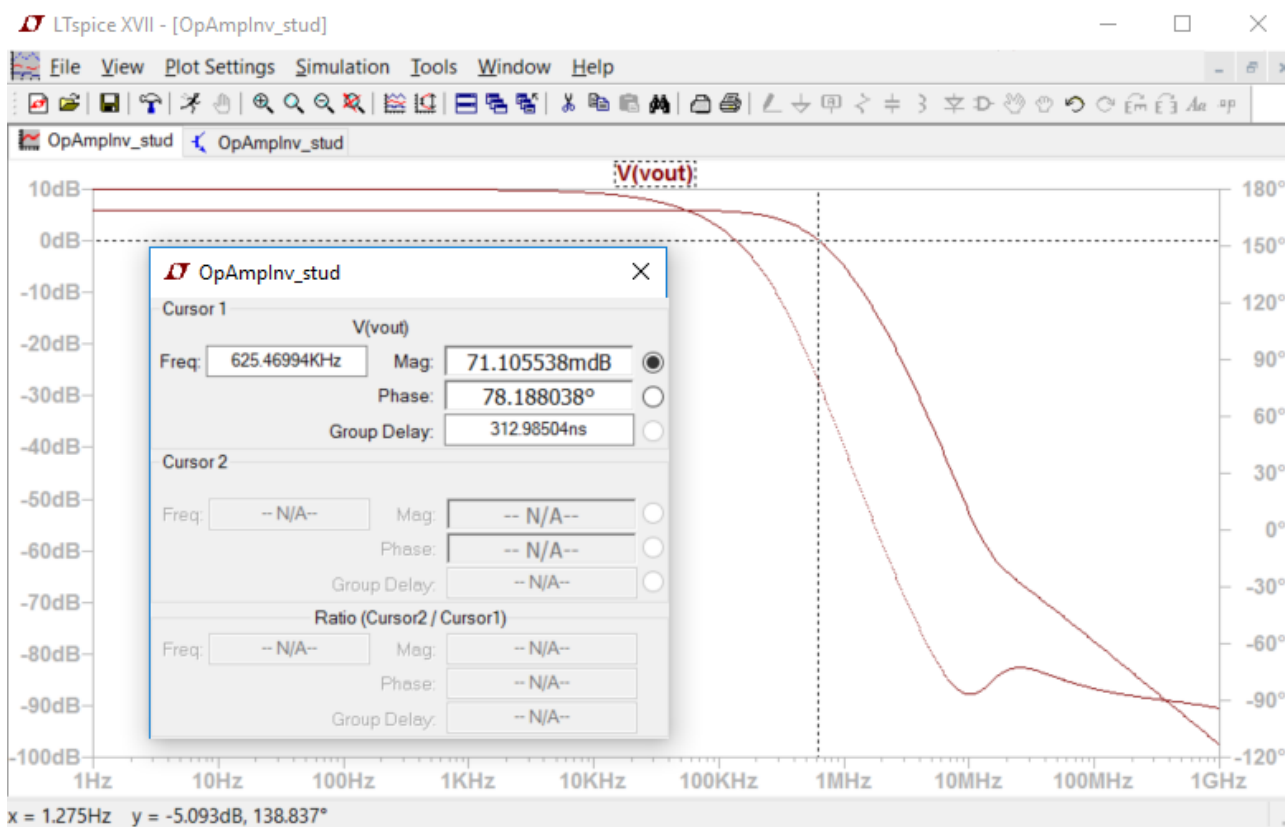 LTspice XVII - [OpAmpInv_stud]
File View Plot Settings Simulation Tools Window Help
OpAmpInv_stud OpAmpInv_stud
V(vout)
10dB 180°
0dB 150°
-10dB 120°
-20dB 90°
-30dB 60°
-40dB 30°
-50dB 0°
-60dB -30°
-70dB -60°
-80dB -90°
-90dB -120°
-100dB
1Hz 10Hz 100Hz 1KHz 10KHz 100KHz 1MHz 10MHz 100MHz 1GHz
OpAmpInv_stud
Cursor 1
V(vout)
Freq: 625.46994KHz Mag: 71.105538mdB
Phase: 78.188038°
Group Delay: 312.98504ns
Cursor 2
Freq: -- N/A-- Mag: -- N/A--
Phase: -- N/A--
Group Delay: -- N/A--
Ratio (Cursor2 / Cursor1)
Freq: -- N/A-- Mag: -- N/A--
Phase: -- N/A--
Group Delay: -- N/A--
x = 1.275Hz y = -5.093dB, 138.837°